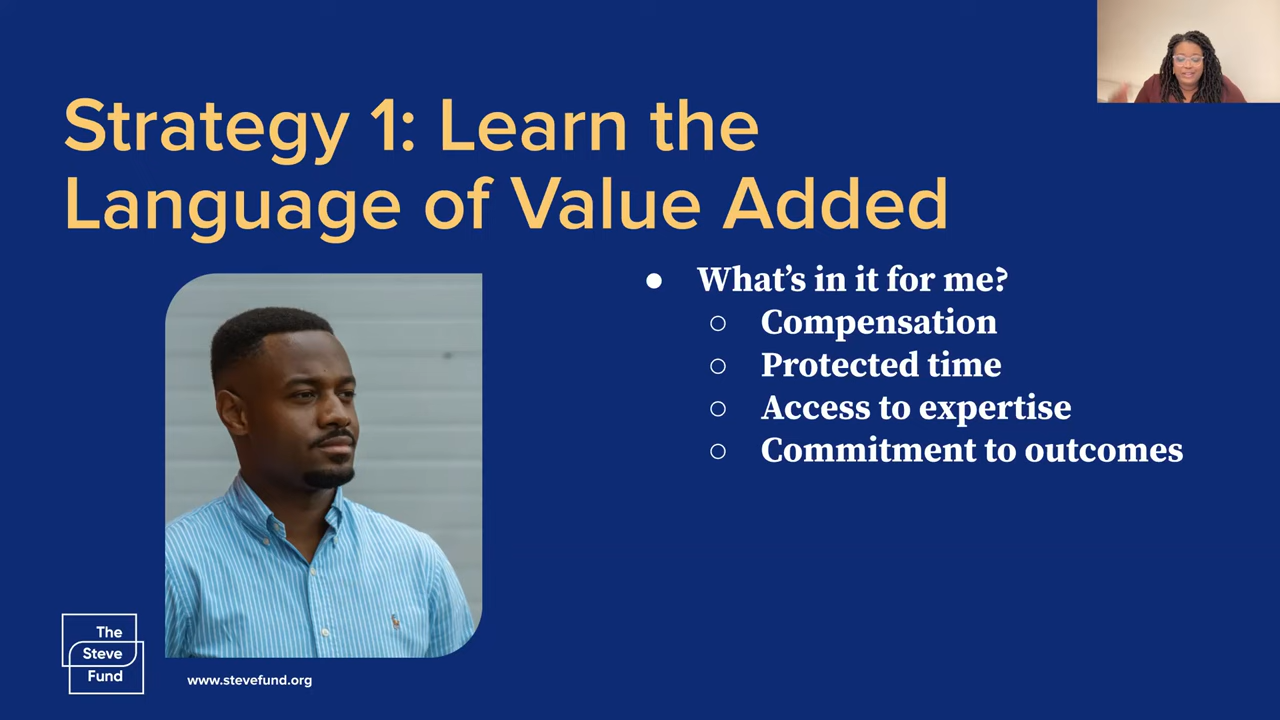 Strategy 1: Learn the
Language of Value Added
● What’s in it for me?
○ Compensation
○ Protected time
○ Access to expertise
○ Commitment to outcomes
The
Steve
Fund
www.stevefund.org